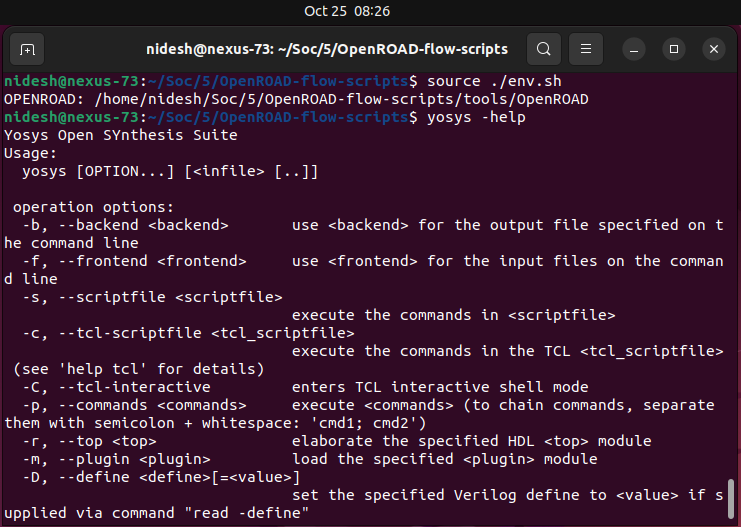 Oct 25 08:26
nidesh@nexus-73: ~/Soc/5/OpenROAD-flow-scripts
nidesh@nexus-73:~/Soc/5/OpenROAD-flow-scripts$ source ./env.sh
OPENROAD: /home/nidesh/Soc/5/OpenROAD-flow-scripts/tools/OpenROAD
nidesh@nexus-73:~/Soc/5/OpenROAD-flow-scripts$ yosys -help
Yosys Open SYnthesis Suite
Usage:
  yosys [OPTION...] [<infile> [..]]

 operation options:
  -b, --backend <backend>       use <backend> for the output file specified on t
he command line
  -f, --frontend <frontend>     use <frontend> for the input files on the comman
d line
  -s, --scriptfile <scriptfile>
                                execute the commands in <scriptfile>
  -c, --tcl-scriptfile <tcl_scriptfile>
                                execute the commands in the TCL <tcl_scriptfile>
 (see 'help tcl' for details)
  -C, --tcl-interactive         enters TCL interactive shell mode
  -p, --commands <commands>     execute <commands> (to chain commands, separate 
them with semicolon + whitespace: 'cmd1; cmd2')
  -r, --top <top>               elaborate the specified HDL <top> module
  -m, --plugin <plugin>         load the specified <plugin> module
  -D, --define <define>[=<value>]
                                set the specified Verilog define to <value> if s
upplied via command "read -define"